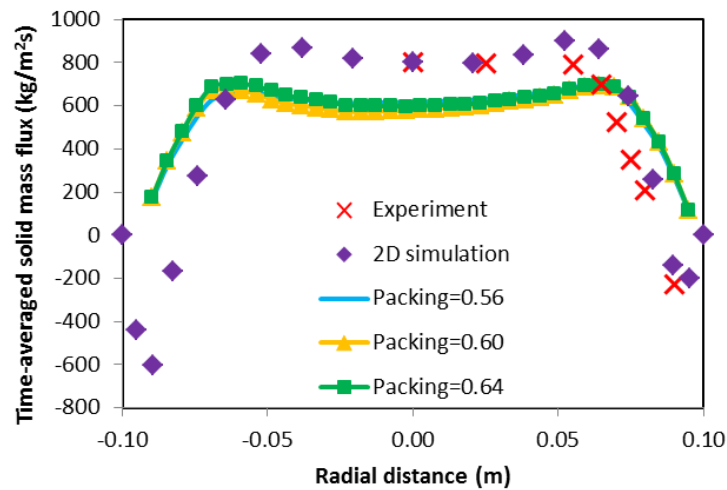 1000
800
600
400
200
0
-200
-400
-600
-800
Time-averaged solid mass flux (kg/m²s)
Experiment
2D simulation
Packing=0.56
Packing=0.60
Packing=0.64
-0.10 -0.05 0.00 0.05 0.10
Radial distance (m)